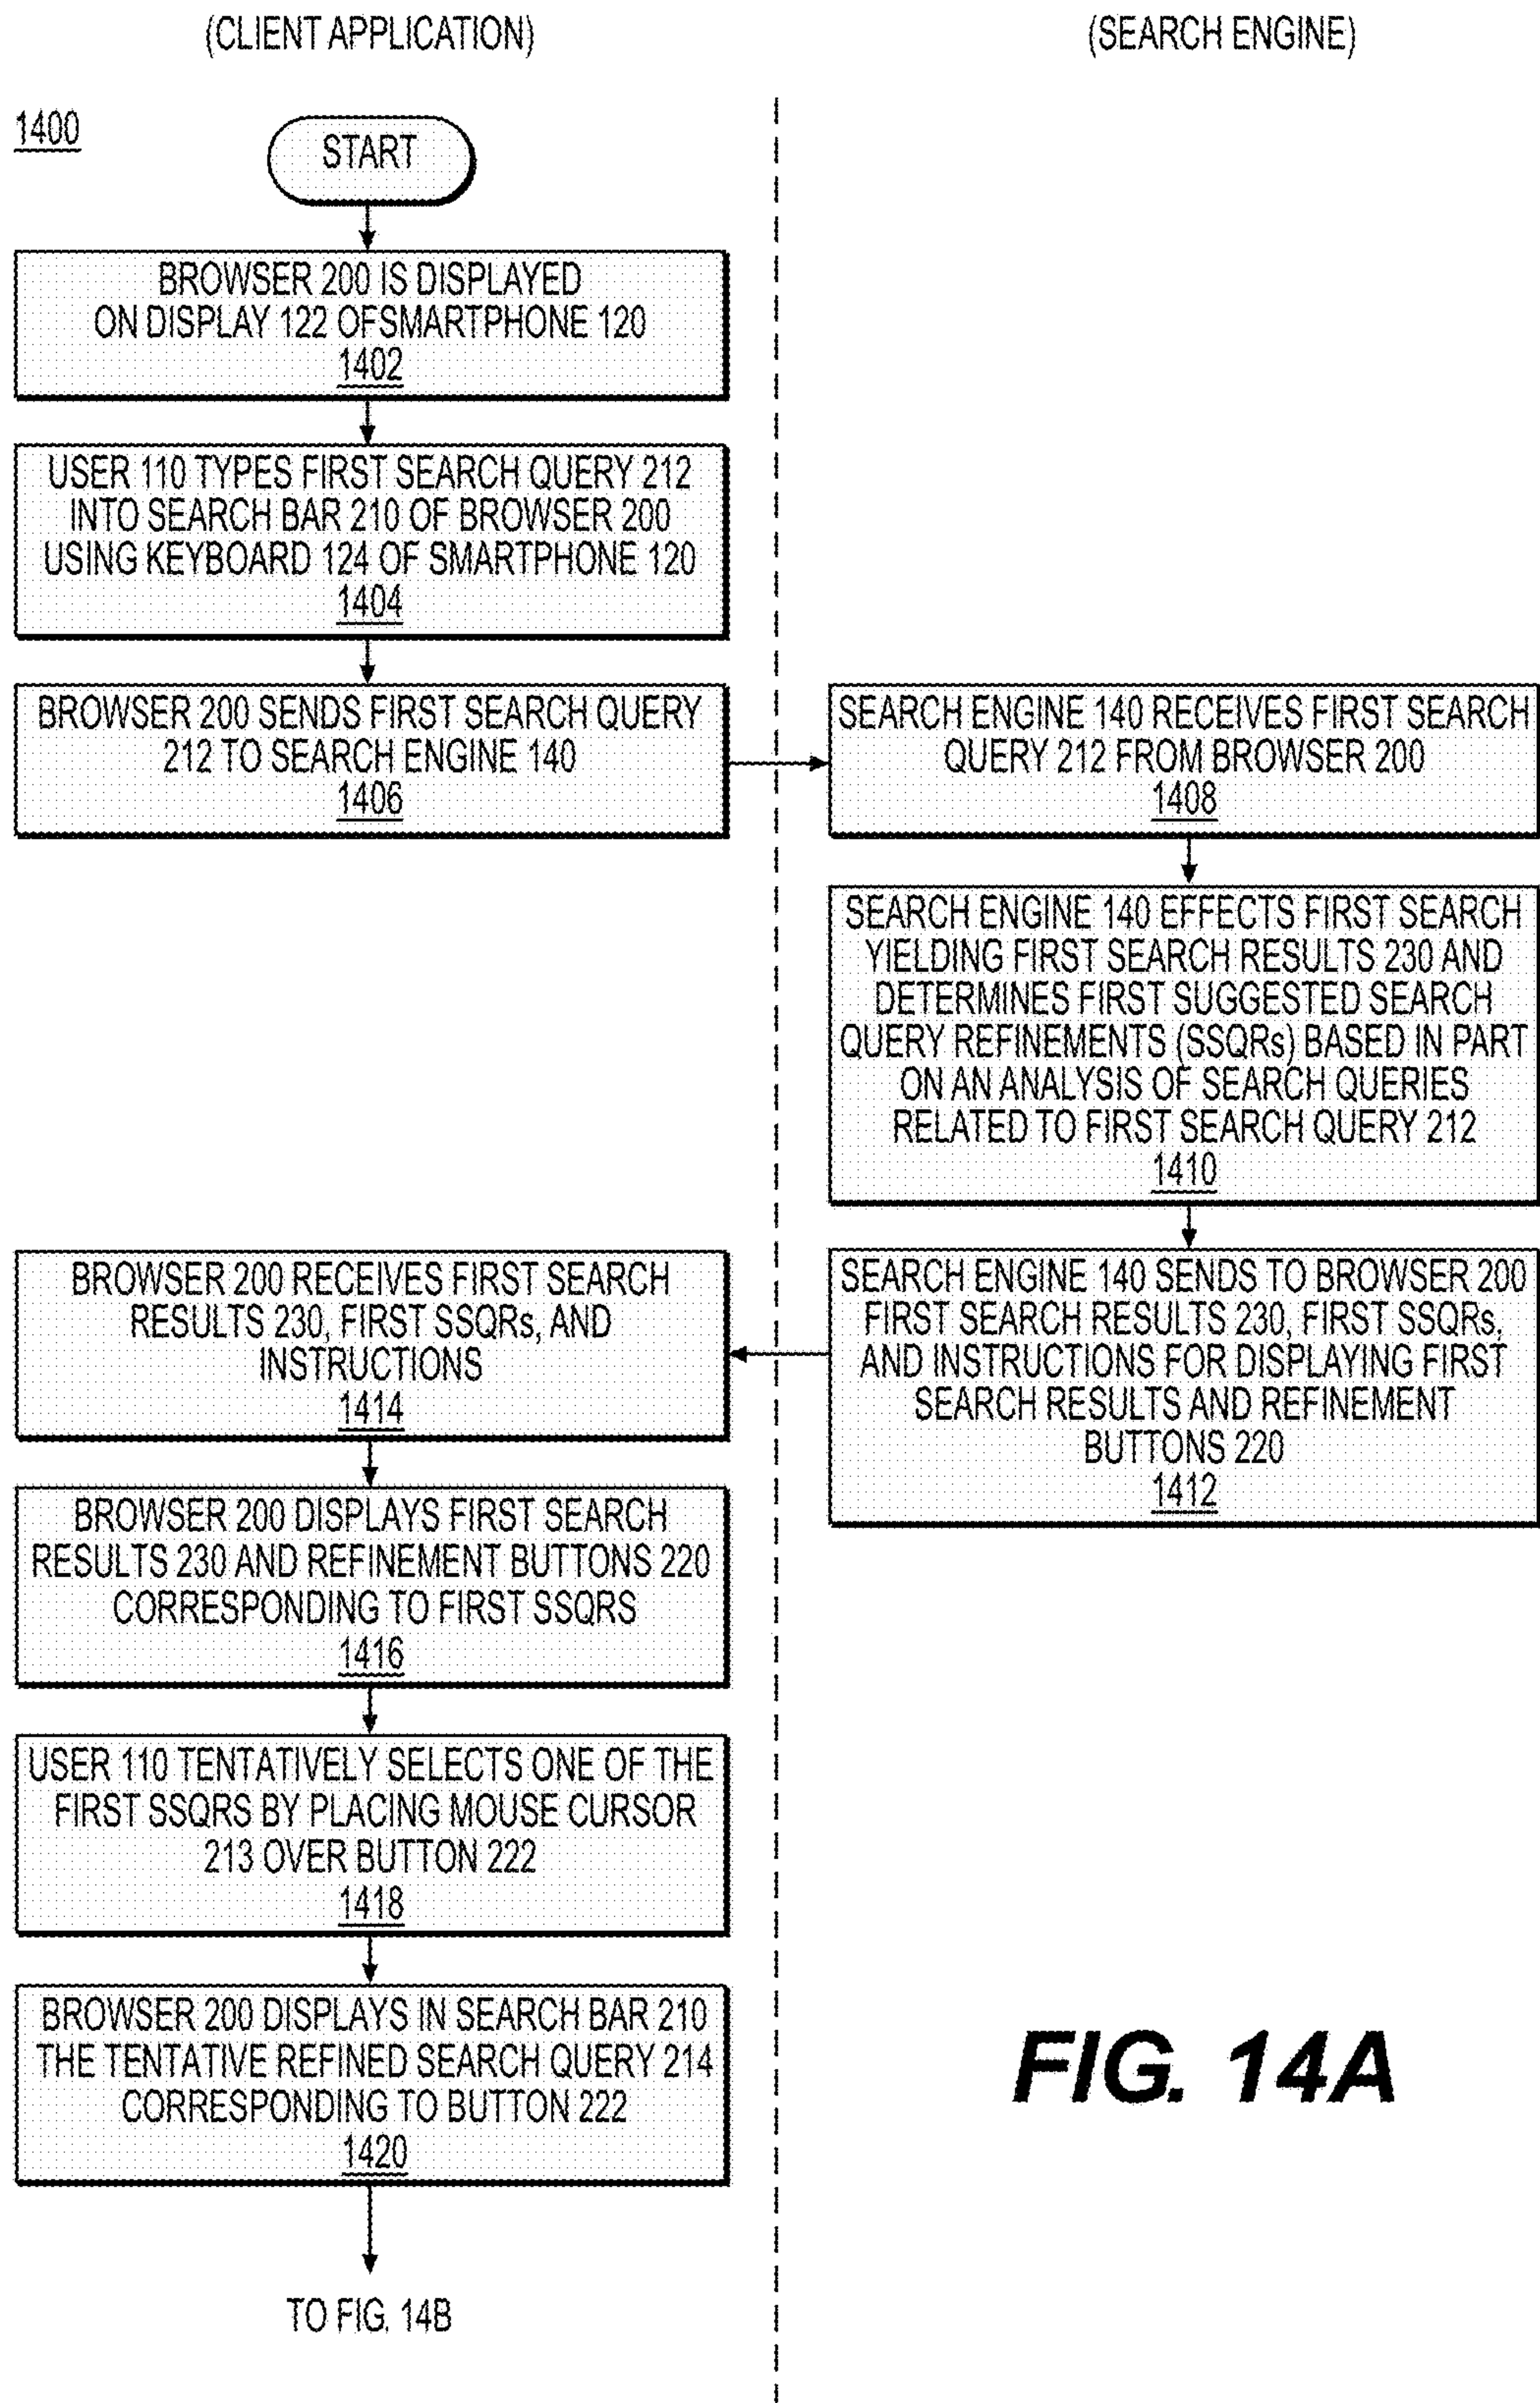 (CLIENT APPLICATION)
(SEARCH ENGINE)
1400
START
BROWSER 200 IS DISPLAYED
ON DISPLAY 122 OFSMARTPHONE 120
1402
USER 110 TYPES FIRST SEARCH QUERY 212
INTO SEARCH BAR 210 OF BROWSER 200
USING KEYBOARD 124 OF SMARTPHONE 120
1404
BROWSER 200 SENDS FIRST SEARCH QUERY
212 TO SEARCH ENGINE 140
1406
SEARCH ENGINE 140 RECEIVES FIRST SEARCH
QUERY 212 FROM BROWSER 200
1408
SEARCH ENGINE 140 EFFECTS FIRST SEARCH
YIELDING FIRST SEARCH RESULTS 230 AND
DETERMINES FIRST SUGGESTED SEARCH
QUERY REFINEMENTS (SSQRs) BASED IN PART
ON AN ANALYSIS OF SEARCH QUERIES
RELATED TO FIRST SEARCH QUERY 212
1410
SEARCH ENGINE 140 SENDS TO BROWSER 200
FIRST SEARCH RESULTS 230, FIRST SSQRs,
AND INSTRUCTIONS FOR DISPLAYING FIRST
SEARCH RESULTS AND REFINEMENT
BUTTONS 220
1412
BROWSER 200 RECEIVES FIRST SEARCH
RESULTS 230, FIRST SSQRs, AND
INSTRUCTIONS
1414
BROWSER 200 DISPLAYS FIRST SEARCH
RESULTS 230 AND REFINEMENT BUTTONS 220
CORRESPONDING TO FIRST SSQRS
1416
USER 110 TENTATIVELY SELECTS ONE OF THE
FIRST SSQRS BY PLACING MOUSE CURSOR
213 OVER BUTTON 222
1418
BROWSER 200 DISPLAYS IN SEARCH BAR 210
THE TENTATIVE REFINED SEARCH QUERY 214
CORRESPONDING TO BUTTON 222
1420
TO FIG. 14B
FIG. 14A